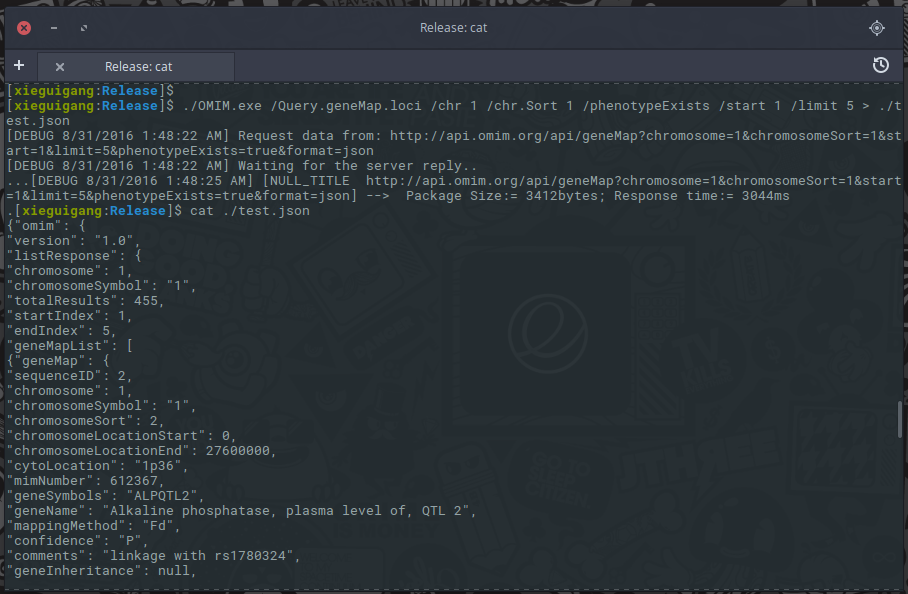 Release: cat
+ × Release: cat
[xieguigang:Release]$
[xieguigang:Release]$ ./OMIM.exe /Query.geneMap.loci /chr 1 /chr.Sort 1 /phenotypeExists /start 1 /limit 5 > ./t
est.json
[DEBUG 8/31/2016 1:48:22 AM] Request data from: http://api.omim.org/api/geneMap?chromosome=1&chromosomeSort=1&st
art=1&limit=5&phenotypeExists=true&format=json
[DEBUG 8/31/2016 1:48:22 AM] Waiting for the server reply..
...[DEBUG 8/31/2016 1:48:25 AM] [NULL_TITLE  http://api.omim.org/api/geneMap?chromosome=1&chromosomeSort=1&start
=1&limit=5&phenotypeExists=true&format=json] -->  Package Size:= 3412bytes; Response time:= 3044ms
.[xieguigang:Release]$ cat ./test.json
{"omim": {
"version": "1.0",
"listResponse": {
"chromosome": 1,
"chromosomeSymbol": "1",
"totalResults": 455,
"startIndex": 1,
"endIndex": 5,
"geneMapList": [
{"geneMap": {
"sequenceID": 2,
"chromosome": 1,
"chromosomeSymbol": "1",
"chromosomeSort": 2,
"chromosomeLocationStart": 0,
"chromosomeLocationEnd": 27600000,
"cytoLocation": "1p36",
"mimNumber": 612367,
"geneSymbols": "ALPQTL2",
"geneName": "Alkaline phosphatase, plasma level of, QTL 2",
"mappingMethod": "Fd",
"confidence": "P",
"comments": "linkage with rs1780324",
"geneInheritance": null,